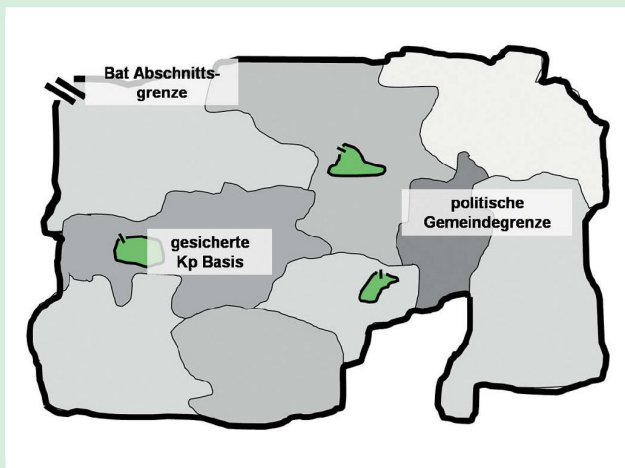 Bat Abschnitts-
grenze
politische
Gemeindegrenze
gesicherte
Kp Basis